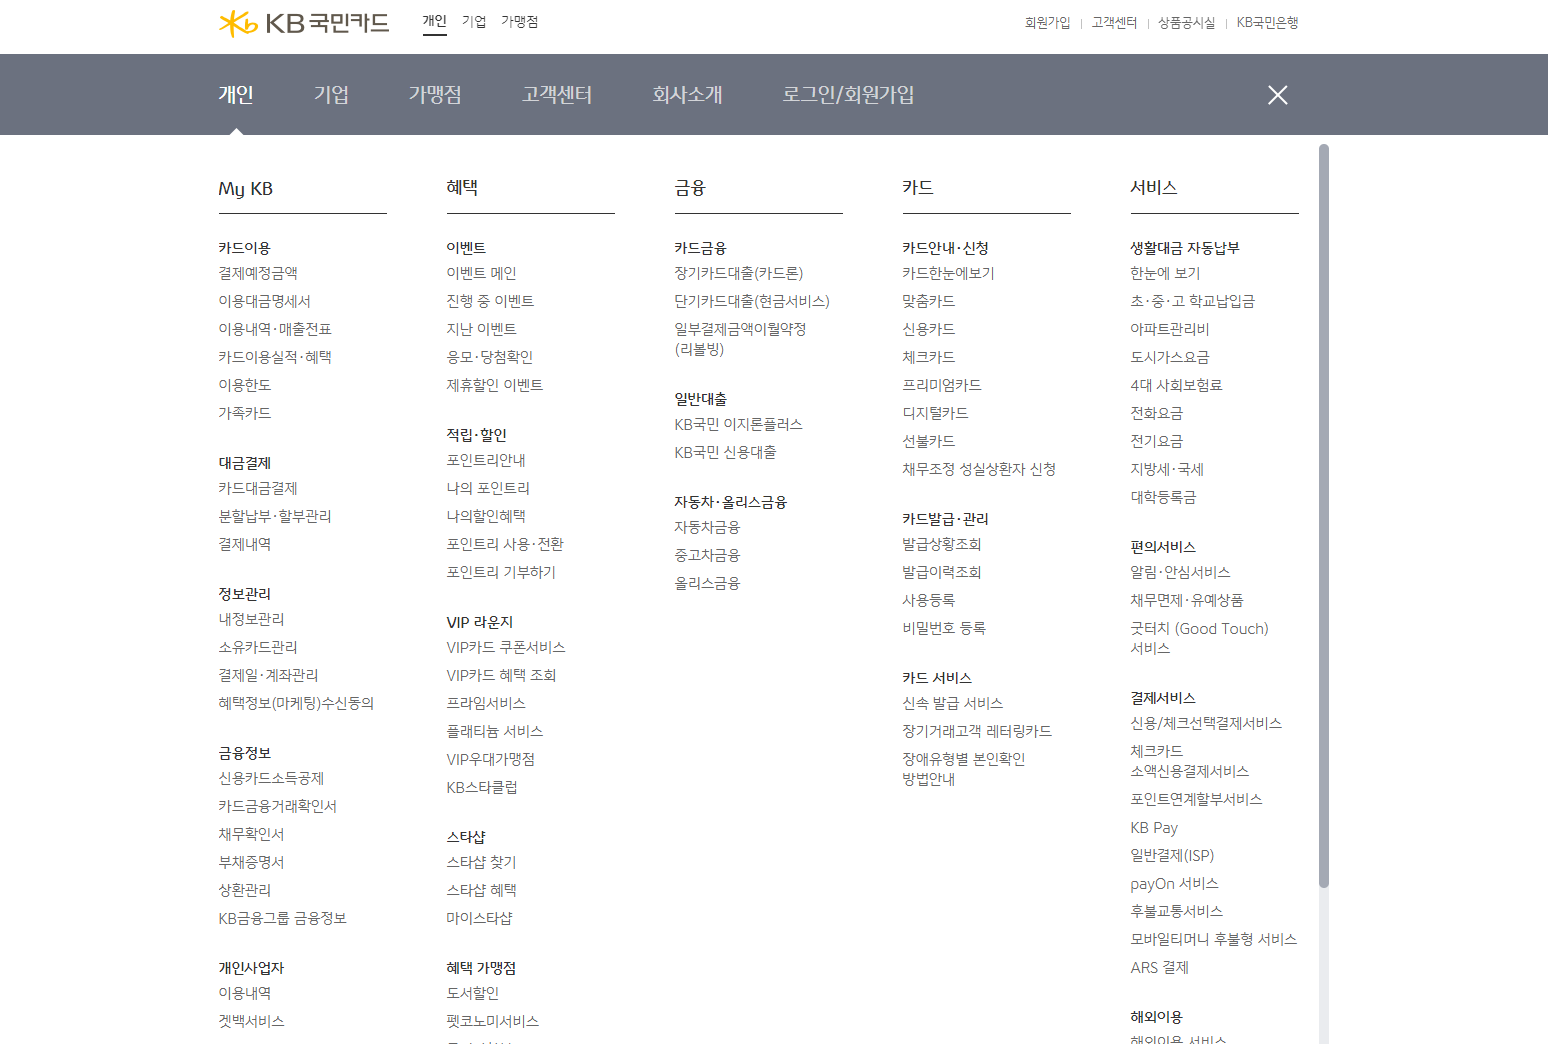 KB국민카드
개인 기업 가맹점
회원가입 | 고객센터 | 상품공시실 | KB국민은행
개인 기업 가맹점 고객센터 회사소개 로그인/회원가입
My KB
카드이용
결제예정금액
이용대금명세서
이용내역·매출전표
카드이용실적·혜택
이용한도
가족카드
대금결제
카드대금결제
분할납부·할부관리
결제내역
정보관리
내정보관리
소유카드관리
결제일·계좌관리
혜택정보(마케팅)수신동의
금융정보
신용카드소득공제
카드금융거래확인서
채무확인서
부채증명서
상환관리
KB금융그룹 금융정보
개인사업자
이용내역
겟백서비스
혜택
이벤트
이벤트 메인
진행 중 이벤트
지난 이벤트
응모·당첨확인
제휴할인 이벤트
적립·할인
포인트리안내
나의 포인트리
나의할인혜택
포인트리 사용·전환
포인트리 기부하기
VIP 라운지
VIP카드 쿠폰서비스
VIP카드 혜택 조회
프라임서비스
플래티늄 서비스
VIP우대가맹점
KB스타클럽
스타샵
스타샵 찾기
스타샵 혜택
마이스타샵
혜택 가맹점
도서할인
펫코노미서비스
금융
카드금융
장기카드대출(카드론)
단기카드대출(현금서비스)
일부결제금액이월약정
(리볼빙)
일반대출
KB국민 이지론플러스
KB국민 신용대출
자동차·올리스금융
자동차금융
중고차금융
올리스금융
카드
카드안내·신청
카드한눈에보기
맞춤카드
신용카드
체크카드
프리미엄카드
디지털카드
선불카드
채무조정 성실상환자 신청
카드발급·관리
발급상황조회
발급이력조회
사용등록
비밀번호 등록
카드 서비스
신속 발급 서비스
장기거래고객 레터링카드
장애유형별 본인확인
방법안내
서비스
생활대금 자동납부
한눈에 보기
초·중·고 학교납입금
아파트관리비
도시가스요금
4대 사회보험료
전화요금
전기요금
지방세·국세
대학등록금
편의서비스
알림·안심서비스
채무면제·유예상품
굿터치 (Good Touch)
서비스
결제서비스
신용/체크선택결제서비스
체크카드
소액신용결제서비스
포인트연계할부서비스
KB Pay
일반결제(ISP)
payOn 서비스
후불교통서비스
모바일티머니 후불형 서비스
ARS 결제
해외이용
해외이용 서비스